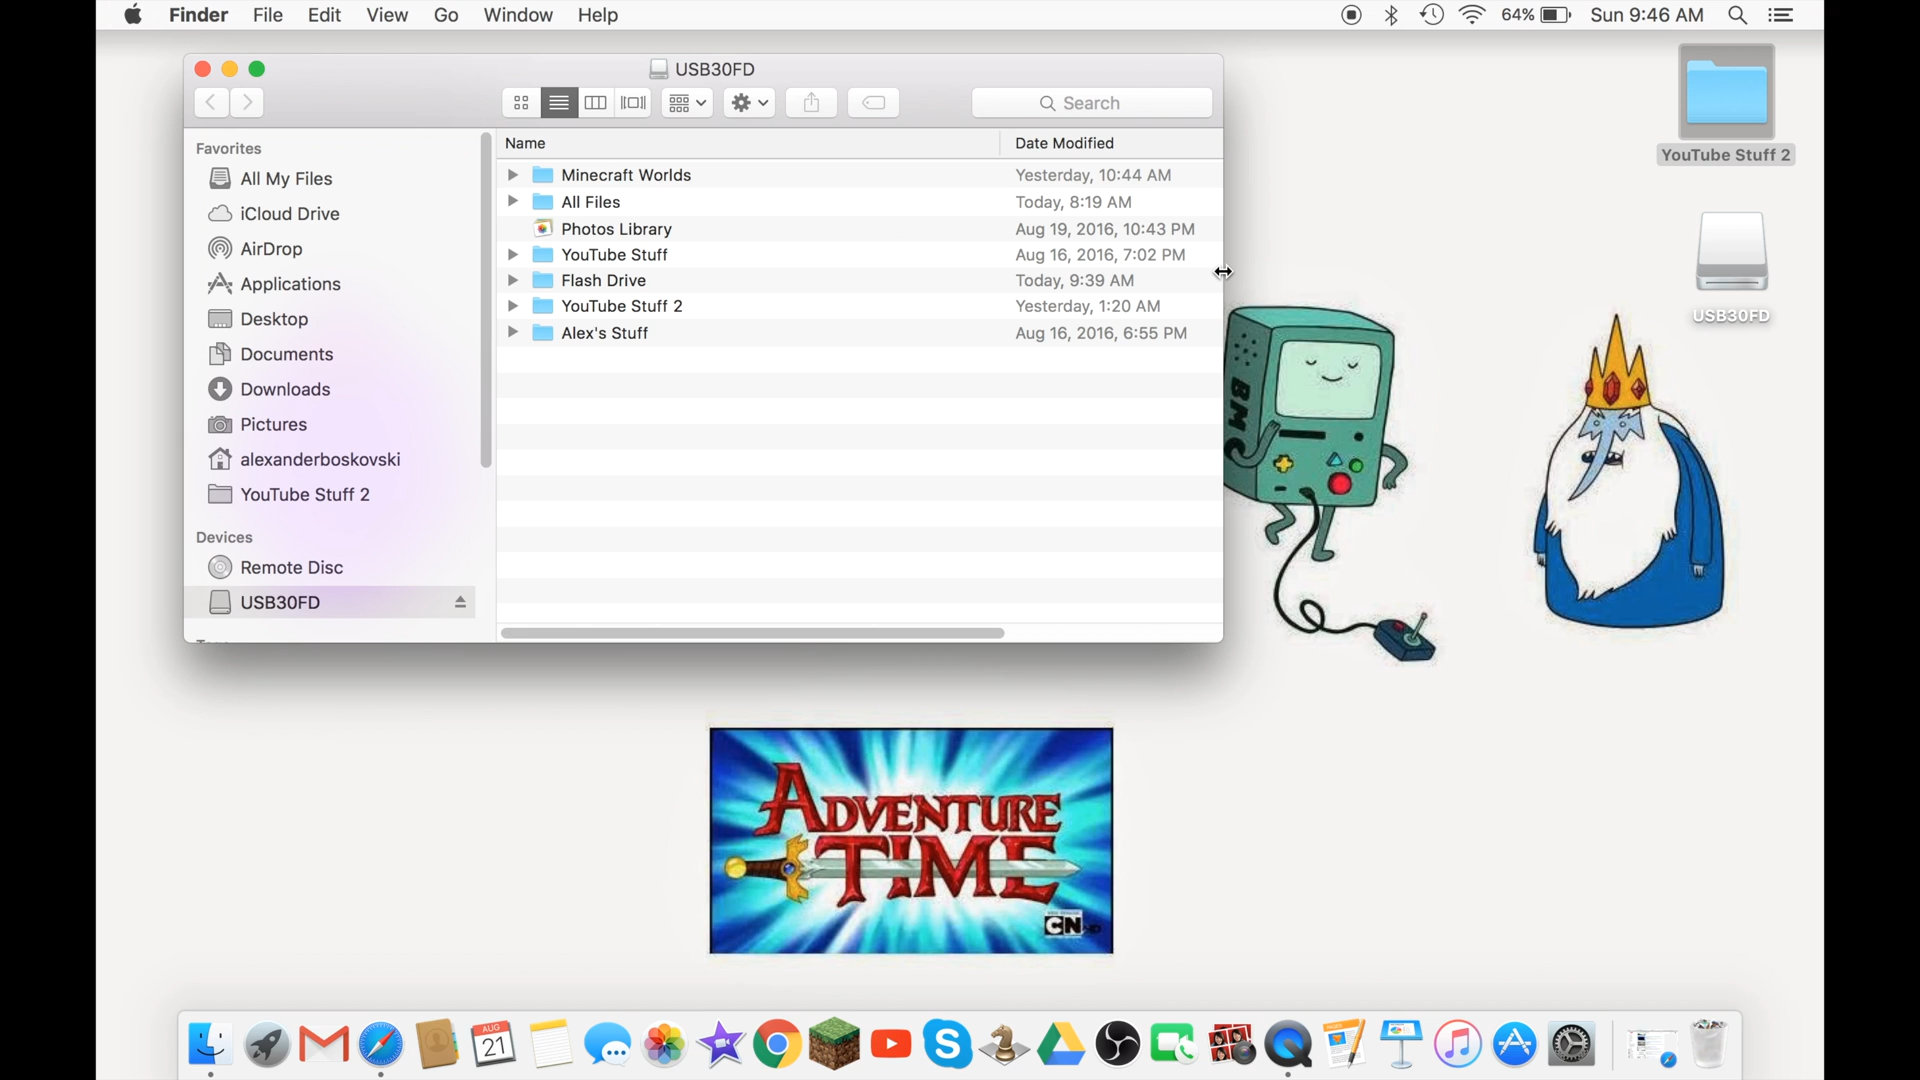 Finder File Edit View Go Window Help 64% Sun 9:46 AM
USB30FD
Search
Name Date Modified
Favorites
All My Files
iCloud Drive
AirDrop
Applications
Desktop
Documents
Downloads
Pictures
alexanderboskovski
YouTube Stuff 2
Devices
Remote Disc
USB30FD
Minecraft Worlds Yesterday, 10:44 AM
All Files Today, 8:19 AM
Photos Library Aug 19, 2016, 10:43 PM
YouTube Stuff Aug 16, 2016, 7:02 PM
Flash Drive Today, 9:39 AM
YouTube Stuff 2 Yesterday, 1:20 AM
Alex's Stuff Aug 16, 2016, 6:55 PM
YouTube Stuff 2
USB30FD
BMO
ADVENTURE
TIME
CN
AUG
21
PAGES